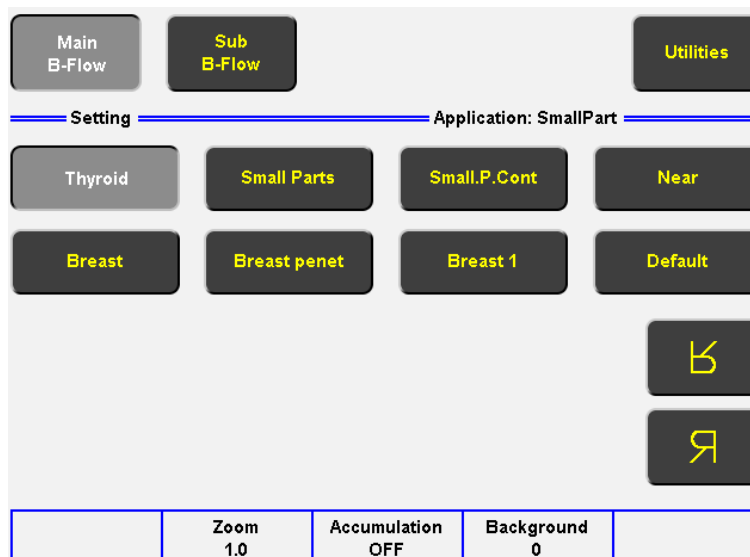 Main
B-Flow
Sub
B-Flow
Utilities
Setting
Application: SmallPart
Thyroid
Small Parts
Small.P.Cont
Near
Breast
Breast penet
Breast 1
Default
R
Я
Zoom
1.0
Accumulation
OFF
Background
0